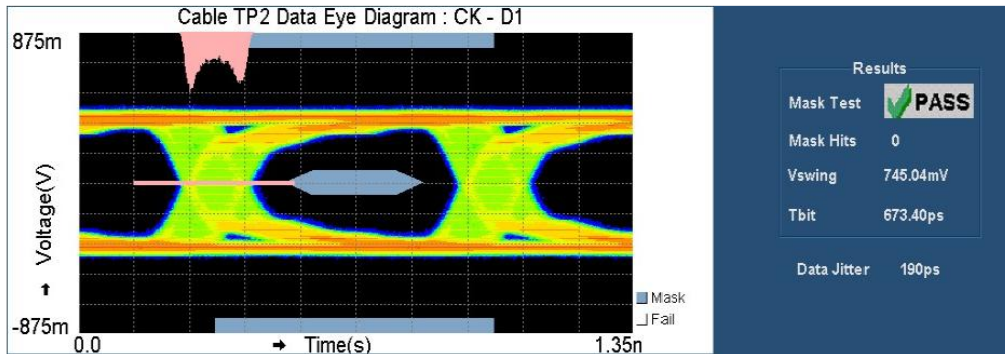 Cable TP2 Data Eye Diagram : CK - D1
875m
Voltage(V)
-875m
0.0
Time(s)
1.35n
Mask
Fail
Results
Mask Test PASS
Mask Hits 0
Vswing 745.04mV
Tbit 673.40ps
Data Jitter 190ps